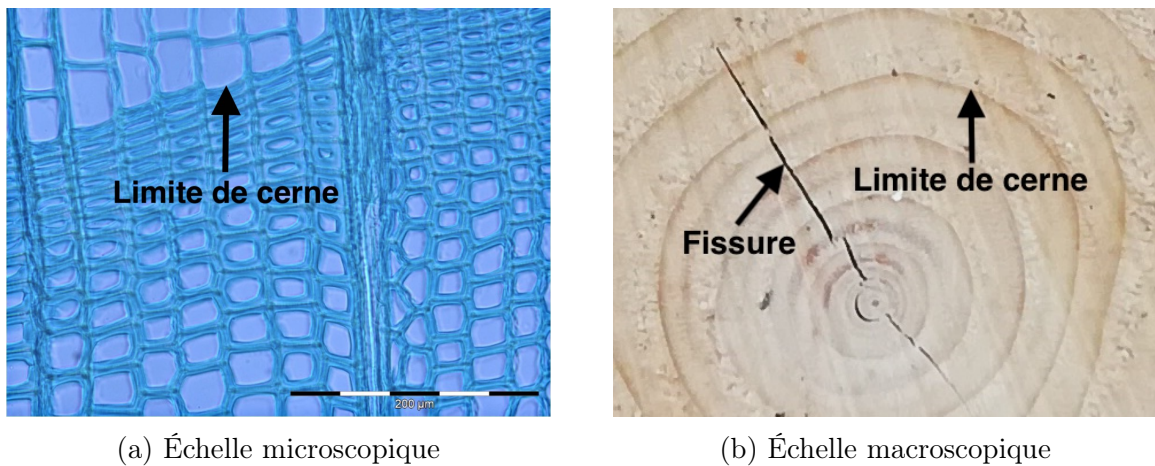 Limite de cerne
200 µm
Limite de cerne
Fissure
(a) Échelle microscopique
(b) Échelle macroscopique